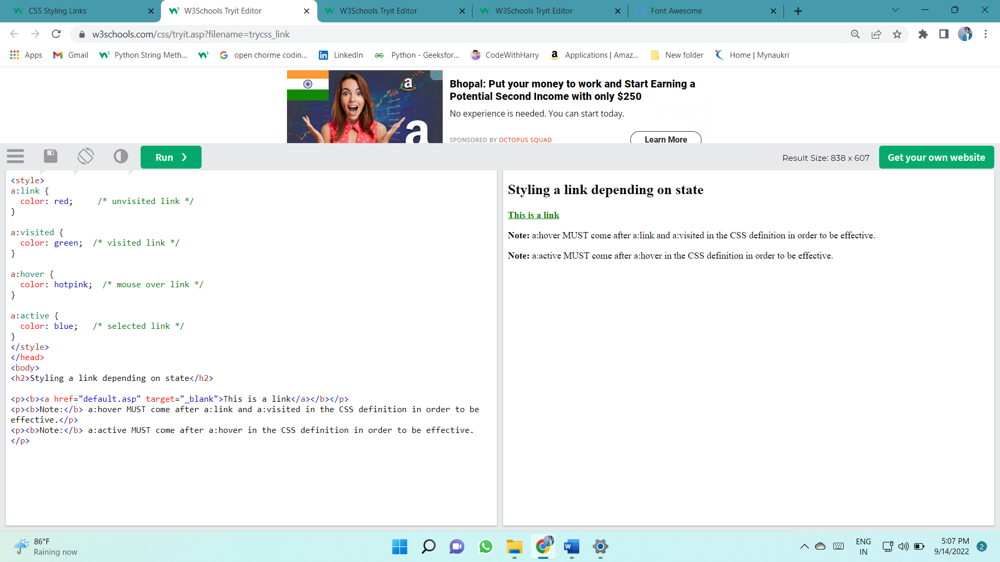 CSS Styling Links
W3Schools Tryit Editor
W3Schools Tryit Editor
W3Schools Tryit Editor
Font Awesome
w3schools.com/css/tryit.asp?filename=trycss_link
Apps
Gmail
Python String Meth...
open chorme codin...
LinkedIn
Python - Geeksfor...
CodeWithHarry
Applications | Amaz...
New folder
Home | Mynaukri
Bhopal: Put your money to work and Start Earning a
Potential Second Income with only $250
No experience is needed. You can start today.
SPONSORED BY OCTOPUS SQUAD
Learn More
Run ❯
Result Size: 838 x 607
Get your own website
<style>
a:link {
  color: red;     /* unvisited link */
}
a:visited {
  color: green;  /* visited link */
}
a:hover {
  color: hotpink;  /* mouse over link */
}
a:active {
  color: blue;   /* selected link */
}
</style>
</head>
<body>
<h2>Styling a link depending on state</h2>
<p><b><a href="default.asp" target="_blank">This is a link</a></b></p>
<p><b>Note:</b> a:hover MUST come after a:link and a:visited in the CSS definition in order to be
effective.</p>
<p><b>Note:</b> a:active MUST come after a:hover in the CSS definition in order to be effective.
</p>
Styling a link depending on state
This is a link
Note: a:hover MUST come after a:link and a:visited in the CSS definition in order to be effective.
Note: a:active MUST come after a:hover in the CSS definition in order to be effective.
86°F
Raining now
ENG
IN
5:07 PM
9/14/2022
2